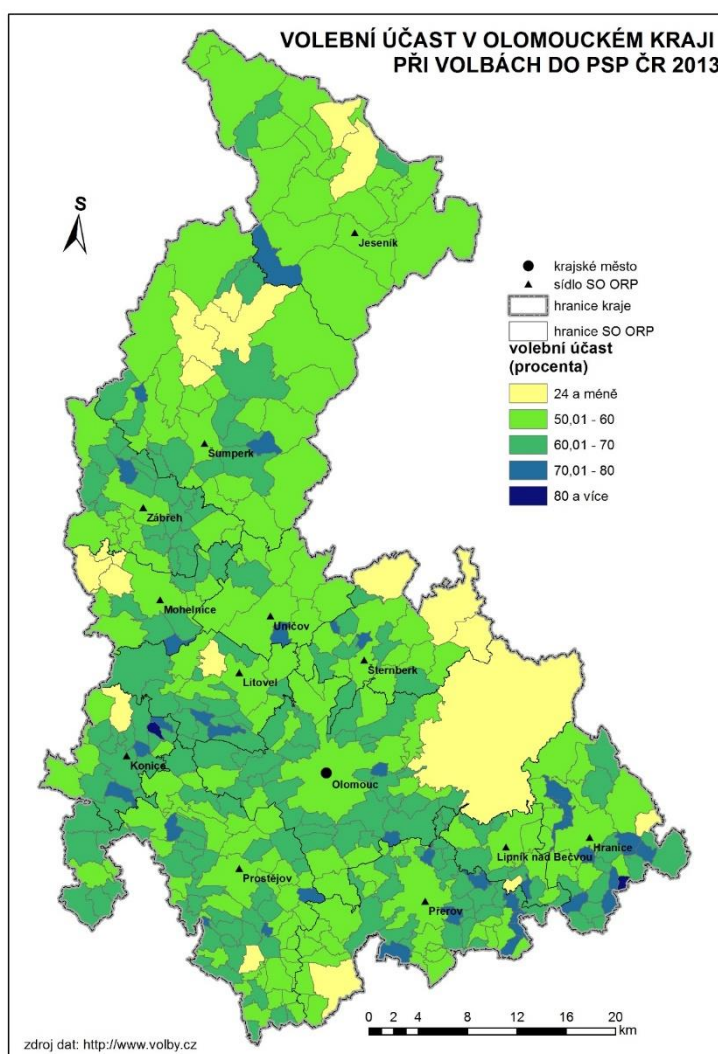 VOLEBNÍ ÚČAST V OLOMOUCKÉM KRAJI
PŘI VOLBÁCH DO PSP ČR 2013
S
Jeseník
krajské město
sídlo SO ORP
hranice kraje
hranice SO ORP
volební účast
(procenta)
24 a méně
50,01 - 60
60,01 - 70
70,01 - 80
80 a více
Šumperk
Zábřeh
Mohelnice
Uničov
Šternberk
Litovel
Konice
Olomouc
Hranice
Lipník nad Bečvou
Prostějov
Přerov
0 2 4 8 12 16 20
km
zdroj dat: http://www.volby.cz